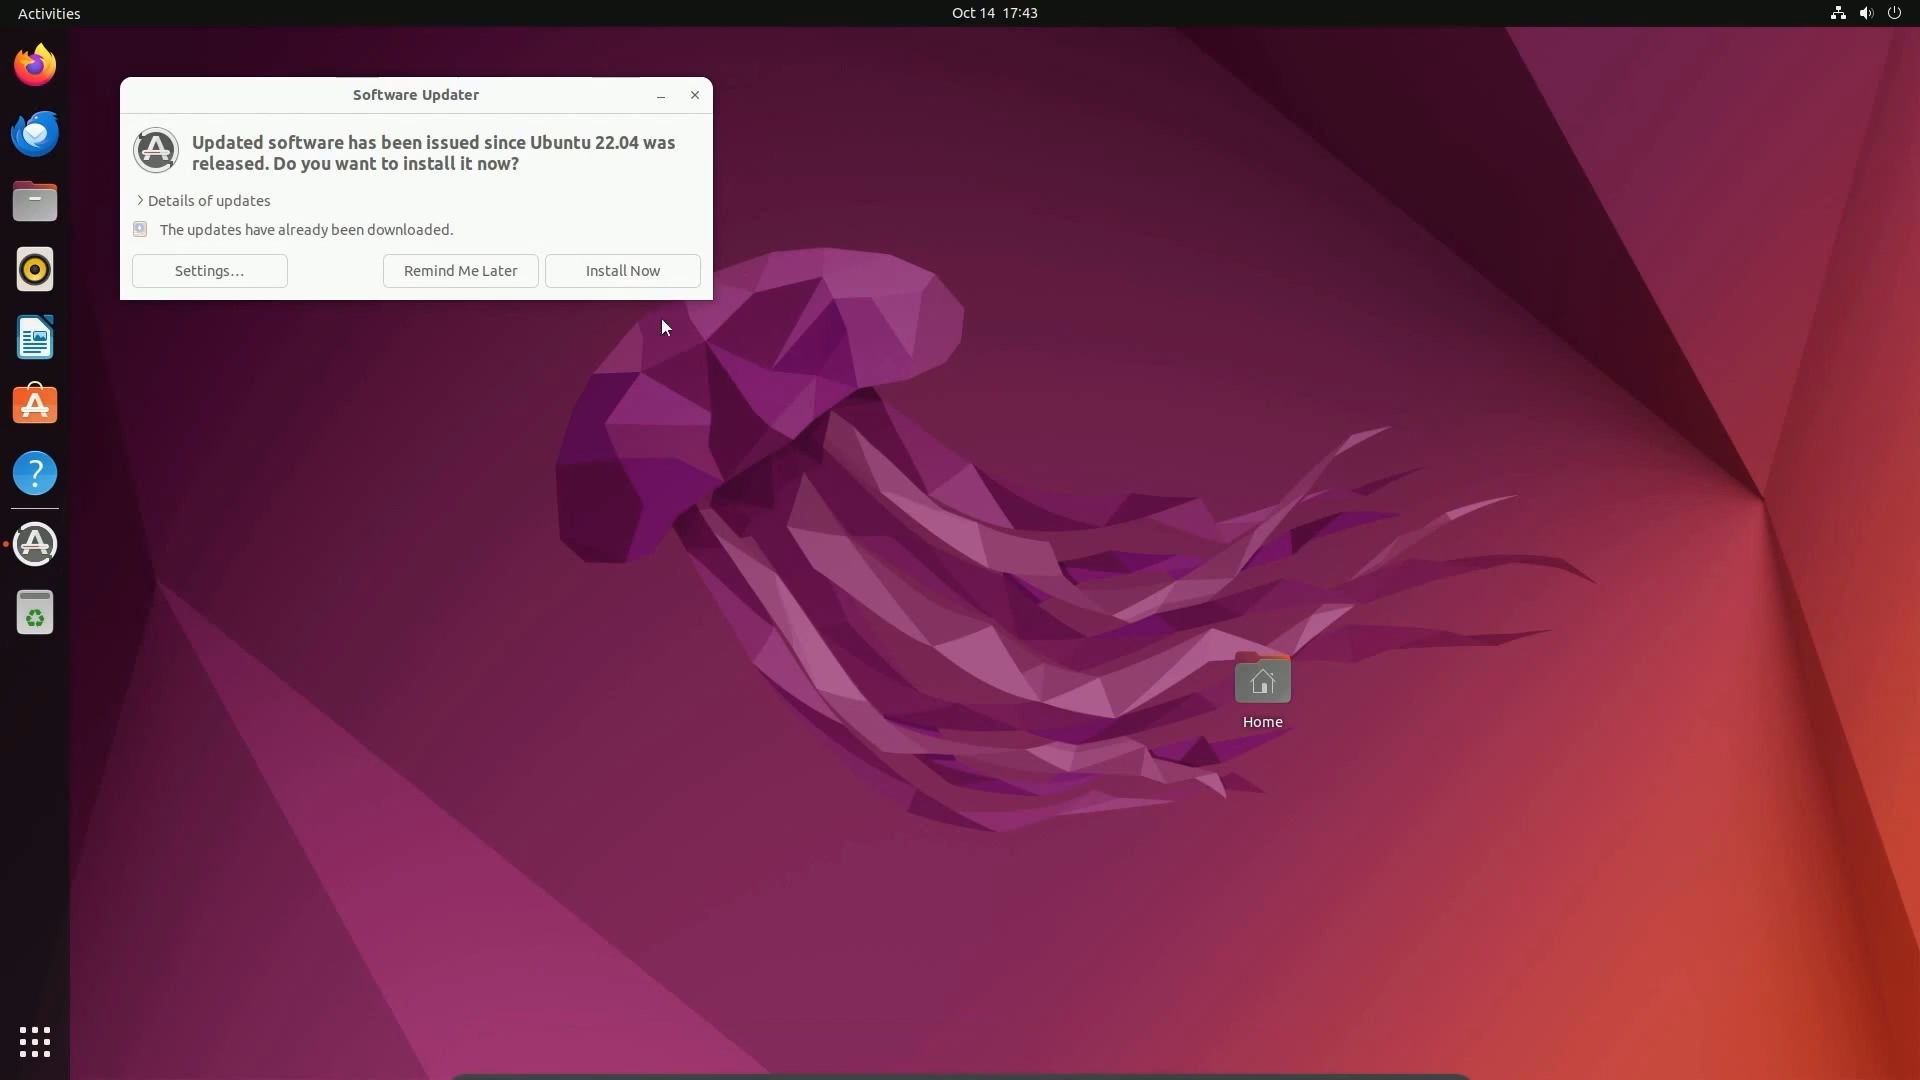 Activities
Oct 14 17:43
Software Updater
Updated software has been issued since Ubuntu 22.04 was
released. Do you want to install it now?
Details of updates
The updates have already been downloaded.
Settings…
Remind Me Later
Install Now
Home